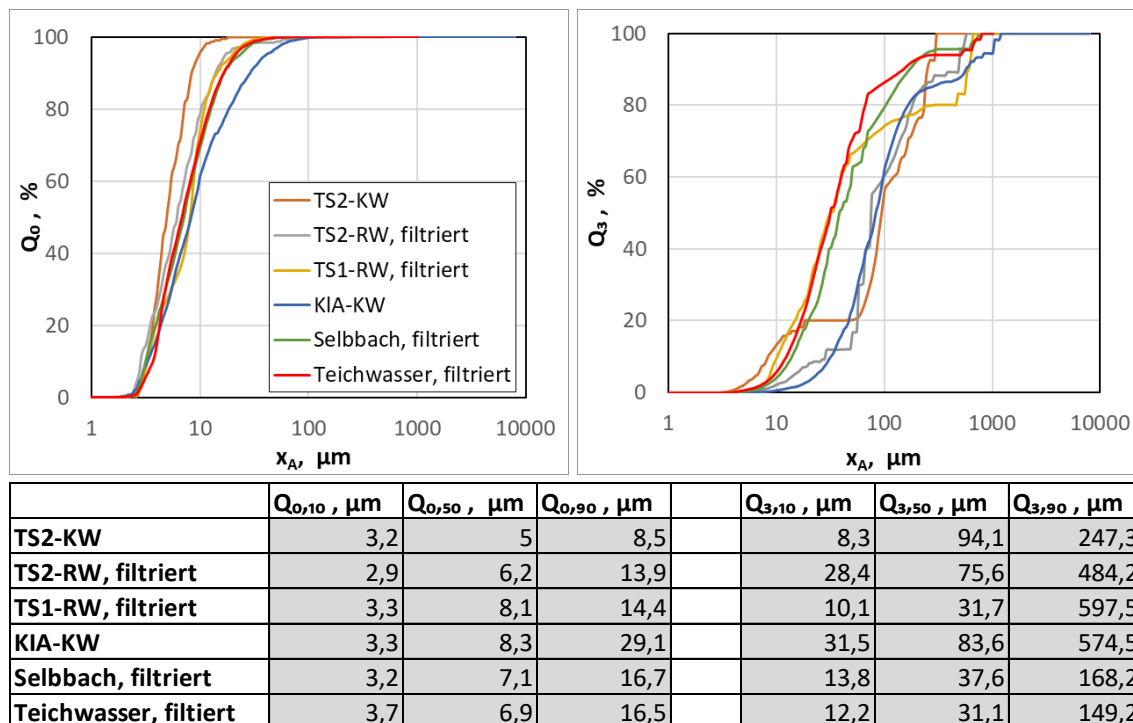 100
80
60
40
20
0
Q₀ , %
1 10 100 1000 10000
x_A, µm
TS2-KW
TS2-RW, filtriert
TS1-RW, filtriert
KIA-KW
Selbbach, filtriert
Teichwasser, filtriert
100
80
60
40
20
0
Q₃ , %
1 10 100 1000 10000
x_A, µm
Q₀,₁₀ , µm Q₀,₅₀ , µm Q₀,₉₀ , µm Q₃,₁₀ , µm Q₃,₅₀ , µm Q₃,₉₀ , µm
TS2-KW 3,2 5 8,5 8,3 94,1 247,3
TS2-RW, filtriert 2,9 6,2 13,9 28,4 75,6 484,2
TS1-RW, filtriert 3,3 8,1 14,4 10,1 31,7 597,5
KIA-KW 3,3 8,3 29,1 31,5 83,6 574,5
Selbbach, filtriert 3,2 7,1 16,7 13,8 37,6 168,2
Teichwasser, filtiert 3,7 6,9 16,5 12,2 31,1 149,2